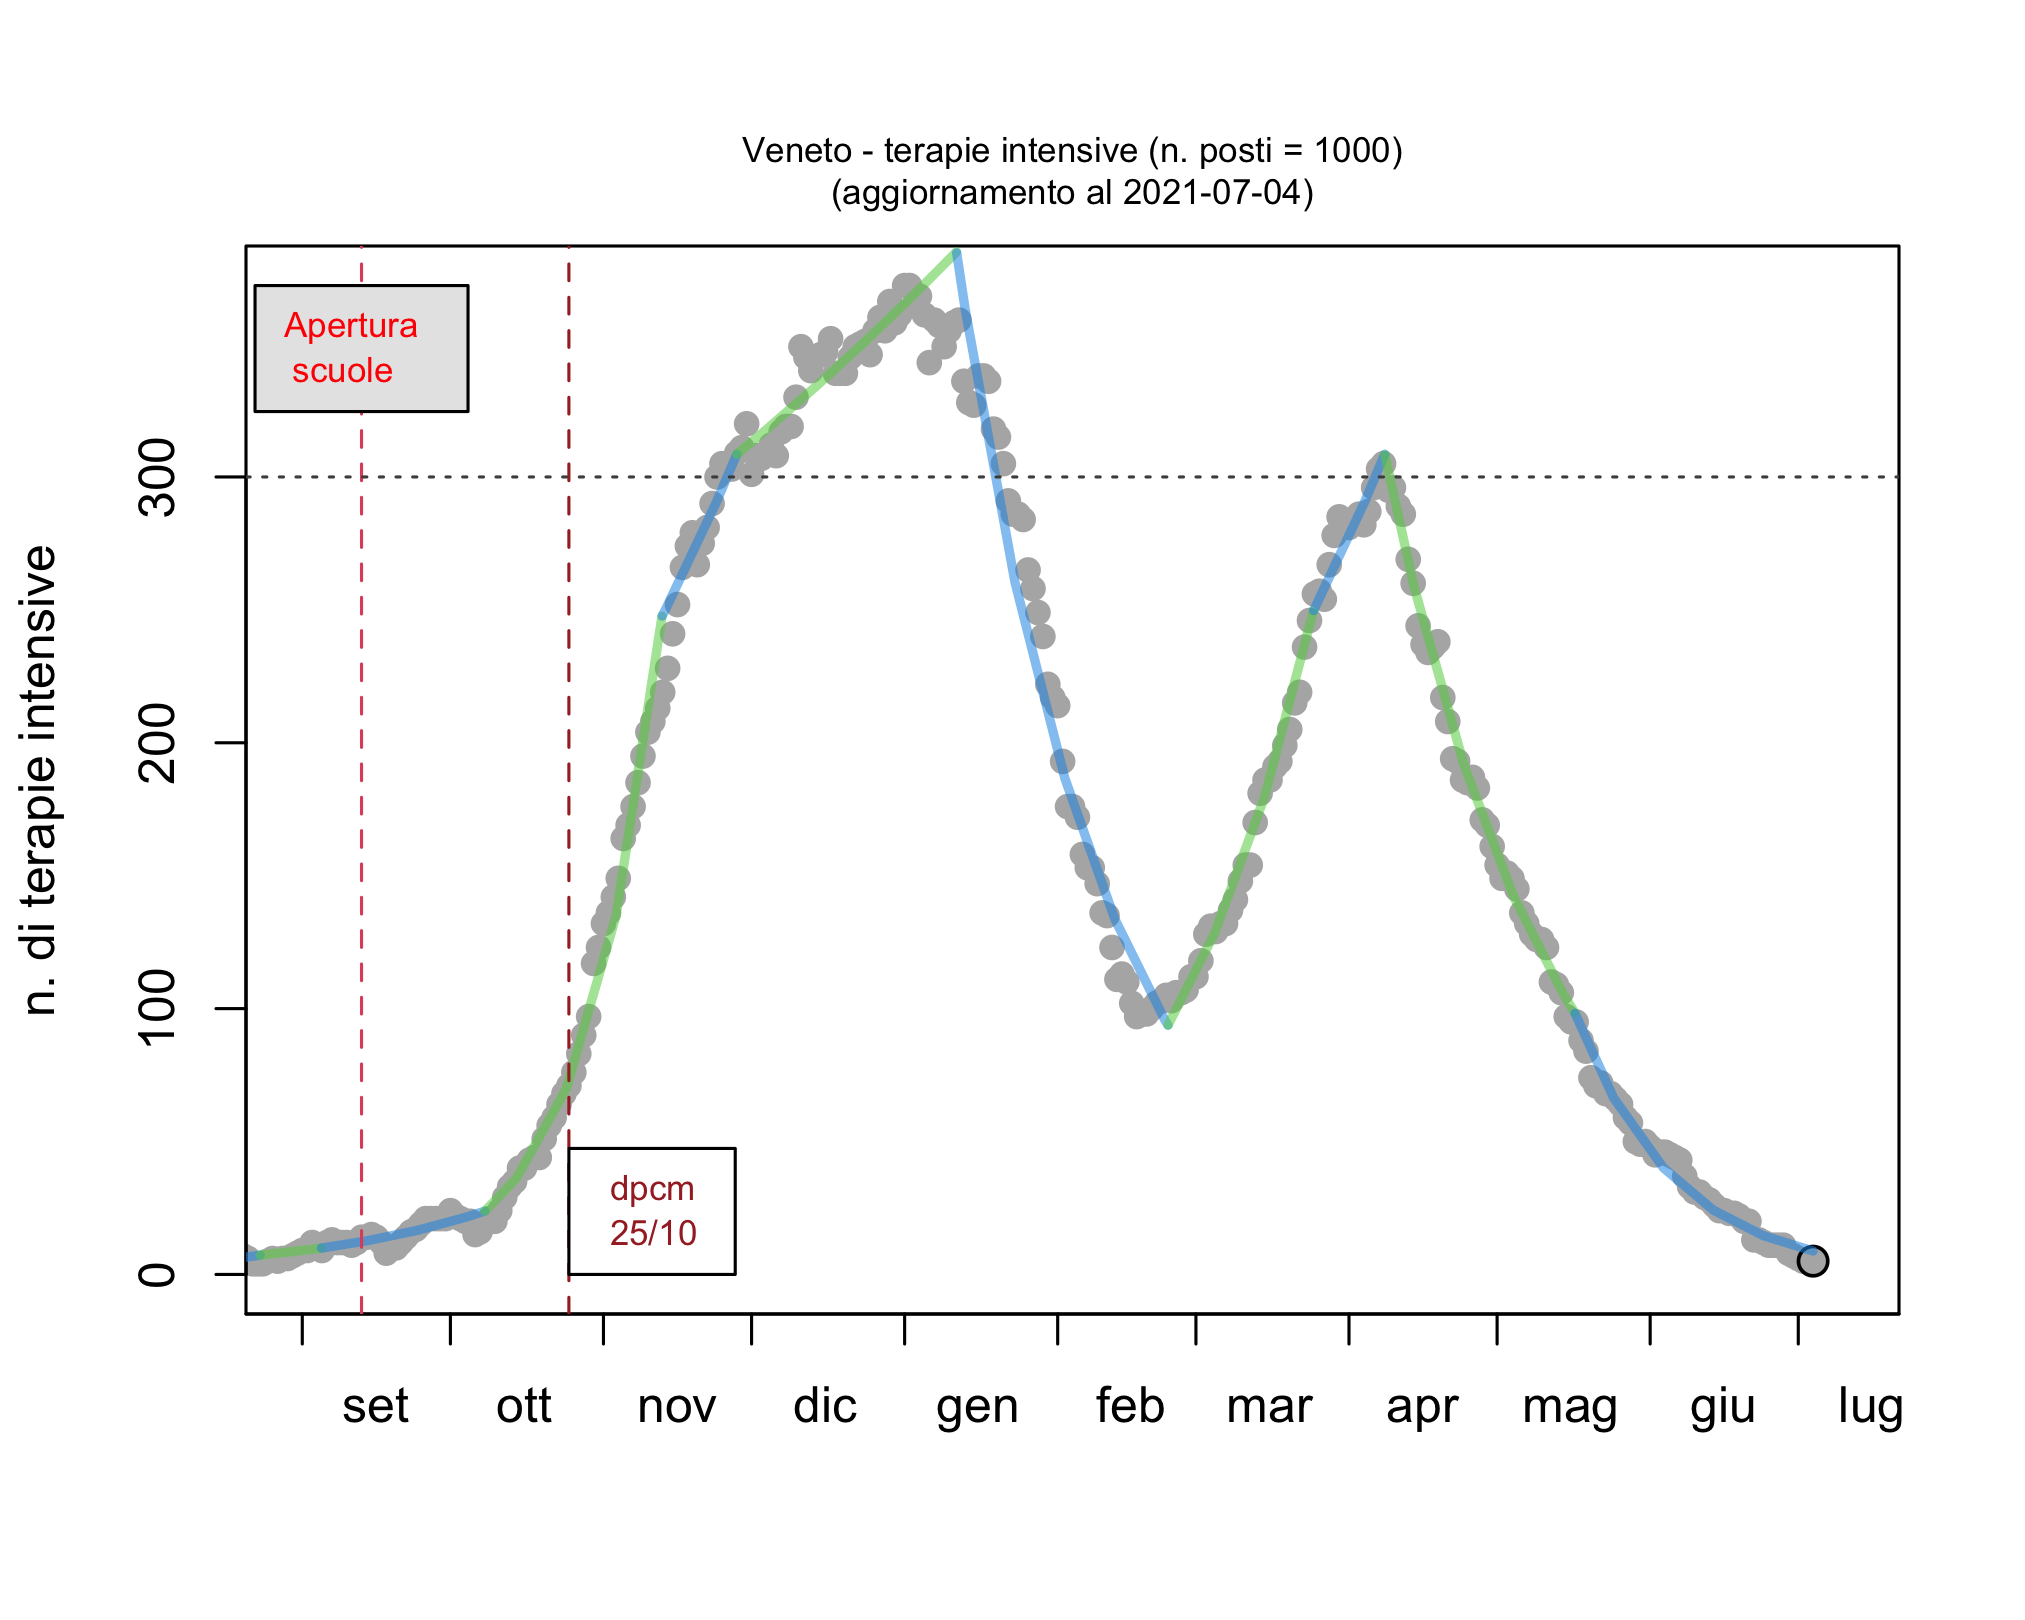 Veneto - terapie intensive (n. posti = 1000)
(aggiornamento al 2021-07-04)
Apertura
scuole
n. di terapie intensive
300
200
100
0
dpcm
25/10
set ott nov dic gen feb mar apr mag giu lug